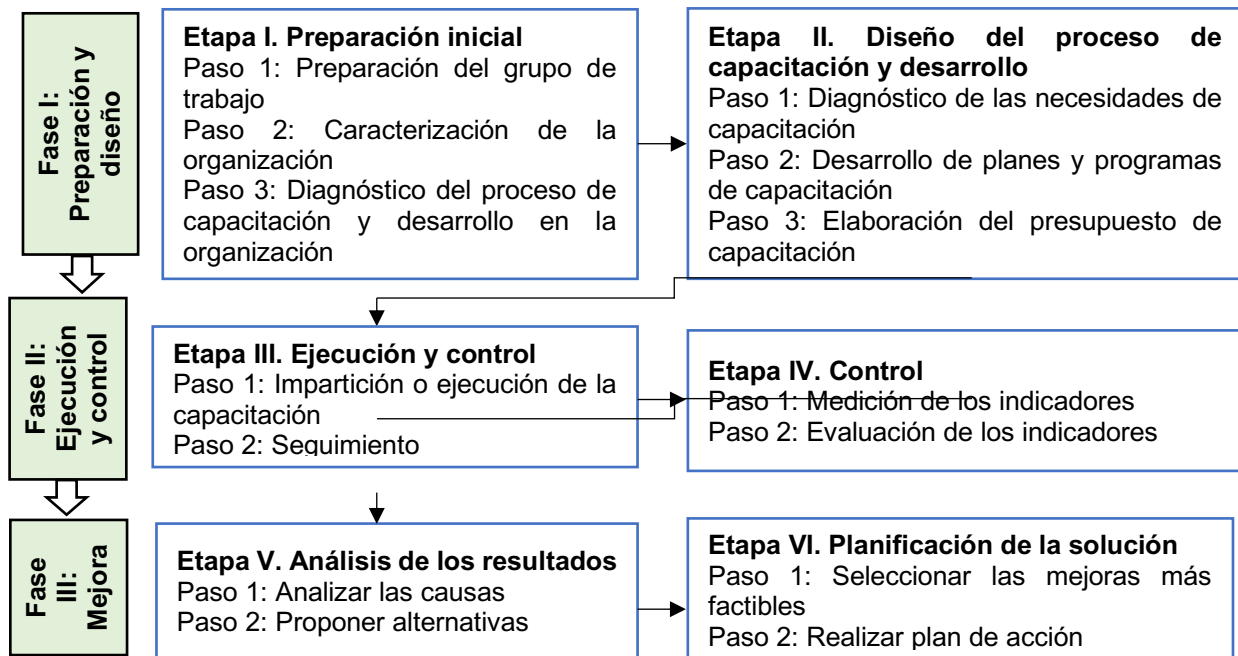 Fase I:
Preparación y
diseño
Etapa I. Preparación inicial
Paso 1: Preparación del grupo de
trabajo
Paso 2: Caracterización de la
organización
Paso 3: Diagnóstico del proceso de
capacitación y desarrollo en la
organización
Etapa II. Diseño del proceso de
capacitación y desarrollo
Paso 1: Diagnóstico de las necesidades de
capacitación
Paso 2: Desarrollo de planes y programas
de capacitación
Paso 3: Elaboración del presupuesto de
capacitación
Fase II:
Ejecución
y control
Etapa III. Ejecución y control
Paso 1: Impartición o ejecución de la
capacitación
Paso 2: Seguimiento
Etapa IV. Control
Paso 1: Medición de los indicadores
Paso 2: Evaluación de los indicadores
Fase
III:
Mejora
Etapa V. Análisis de los resultados
Paso 1: Analizar las causas
Paso 2: Proponer alternativas
Etapa VI. Planificación de la solución
Paso 1: Seleccionar las mejoras más
factibles
Paso 2: Realizar plan de acción